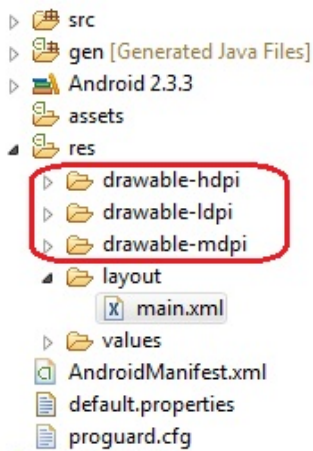 src
gen [Generated Java Files]
Android 2.3.3
assets
res
drawable-hdpi
drawable-ldpi
drawable-mdpi
layout
main.xml
values
AndroidManifest.xml
default.properties
proguard.cfg